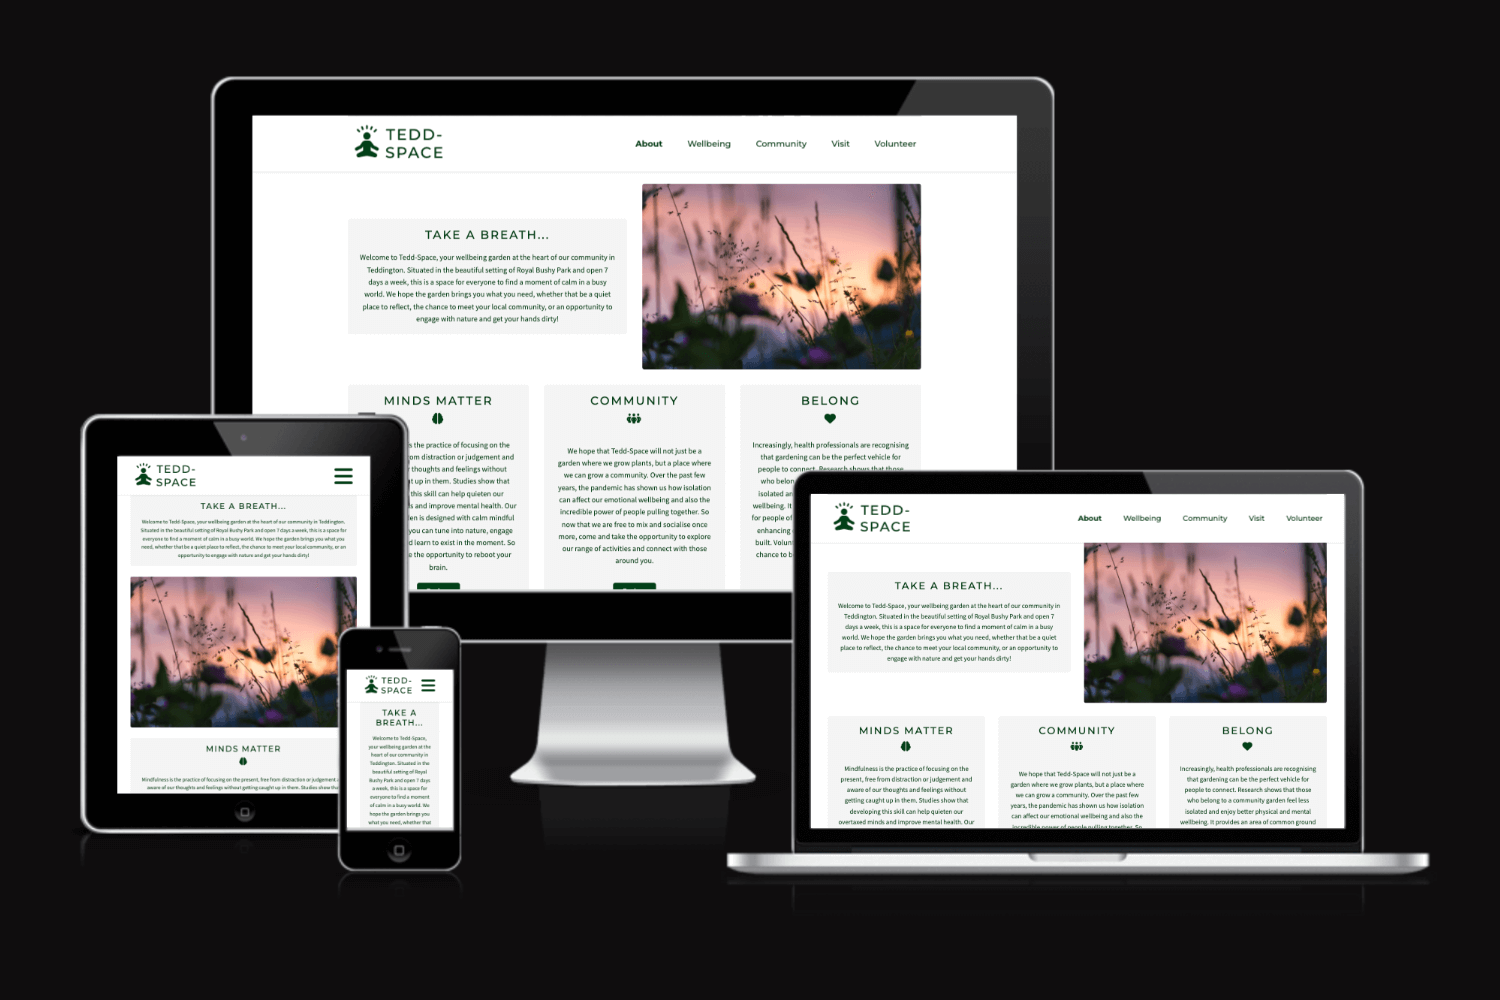 TEDD-
SPACE
About
Wellbeing
Community
Visit
Volunteer
TAKE A BREATH...
Welcome to Tedd-Space, your wellbeing garden at the heart of our community in
Teddington. Situated in the beautiful setting of Royal Bushy Park and open 7
days a week, this is a space for everyone to find a moment of calm in a busy
world. We hope the garden brings you what you need, whether that be a quiet
place to reflect, the chance to meet your local community, or an opportunity to
engage with nature and get your hands dirty!
MINDS MATTER
s the practice of focusing on the
om distraction or judgement and
thoughts and feelings without
t up in them. Studies show that
this skill can help quieten our
s and improve mental health. Our
en is designed with calm mindful
you can tune into nature, engage
d learn to exist in the moment. So
e the opportunity to reboot your
brain.
COMMUNITY
We hope that Tedd-Space will not just be a
garden where we grow plants, but a place where
we can grow a community. Over the past few
years, the pandemic has shown us how isolation
can affect our emotional wellbeing and also the
incredible power of people pulling together. So
now that we are free to mix and socialise once
more, come and take the opportunity to explore
our range of activities and connect with those
around you.
BELONG
Increasingly, health professionals are recognising
that gardening can be the perfect vehicle for
people to connect. Research shows that those
who belon
isolated an
wellbeing. It
for people of
enhancing
built. Volun
chance to b
TEDD-
SPACE
TAKE A BREATH...
Welcome to Tedd-Space, your wellbeing garden at the heart of our community in Teddington.
Situated in the beautiful setting of Royal Bushy Park and open 7 days a week, this is a space for
everyone to find a moment of calm in a busy world. We hope the garden brings you what you
need, whether that be a quiet place to reflect, the chance to meet your local community, or an
opportunity to engage with nature and get your hands dirty!
MINDS MATTER
Mindfulness is the practice of focusing on the present, free from distraction or judgement
aware of our thoughts and feelings without getting caught up in them. Studies show tha
TEDD-
SPACE
TAKE A
BREATH...
Welcome to Tedd-Space,
your wellbeing garden at the
heart of our community in
Teddington. Situated in the
beautiful setting of Royal
Bushy Park and open 7 days
a week, this is a space for
everyone to find a moment
of calm in a busy world. We
hope the garden brings you
what you need, whether that
TEDD-
SPACE
About
Wellbeing
Community
Visit
Volunteer
TAKE A BREATH...
Welcome to Tedd-Space, your wellbeing garden at the heart of our community in
Teddington. Situated in the beautiful setting of Royal Bushy Park and open 7
days a week, this is a space for everyone to find a moment of calm in a busy
world. We hope the garden brings you what you need, whether that be a quiet
place to reflect, the chance to meet your local community, or an opportunity to
engage with nature and get your hands dirty!
MINDS MATTER
Mindfulness is the practice of focusing on the
present, free from distraction or judgement and
aware of our thoughts and feelings without
getting caught up in them. Studies show that
developing this skill can help quieten our
overtaxed minds and improve mental health. Our
COMMUNITY
We hope that Tedd-Space will not just be a
garden where we grow plants, but a place where
we can grow a community. Over the past few
years, the pandemic has shown us how isolation
can affect our emotional wellbeing and also the
incredible power of people pulling together. So
BELONG
Increasingly, health professionals are recognising
that gardening can be the perfect vehicle for
people to connect. Research shows that those
who belong to a community garden feel less
isolated and enjoy better physical and mental
wellbeing. It provides an area of common ground